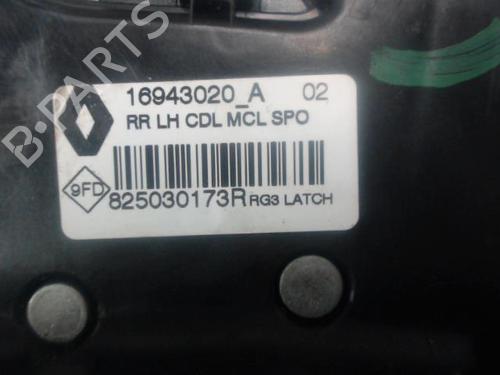 B-PARTS
16943020_A 02
RR LH CDL MCL SPO
9FD
825030173R RG3 LATCH